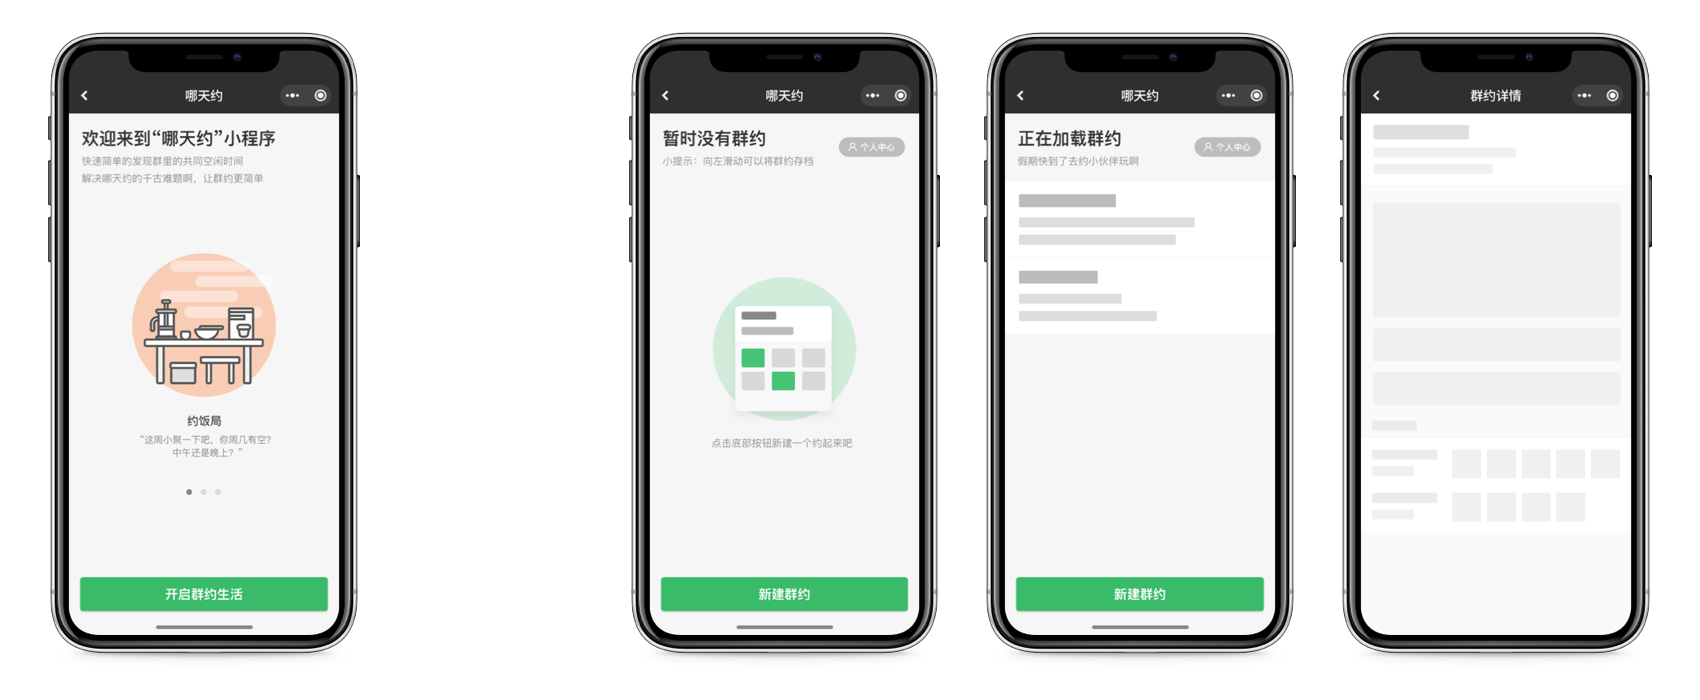 哪天约
欢迎来到“哪天约”小程序
快速简单的发现群里的共同空闲时间
解决哪天约的千古难题啊，让群约更简单
约饭局
“这周小聚一下吧，你周几有空?
中午还是晚上? ”
开启群约生活
哪天约
暂时没有群约
小提示：向左滑动可以将群约存档
个人中心
点击底部按钮新建一个约起来吧
新建群约
哪天约
正在加载群约
假期快到了去约小伙伴玩啊
个人中心
新建群约
群约详情